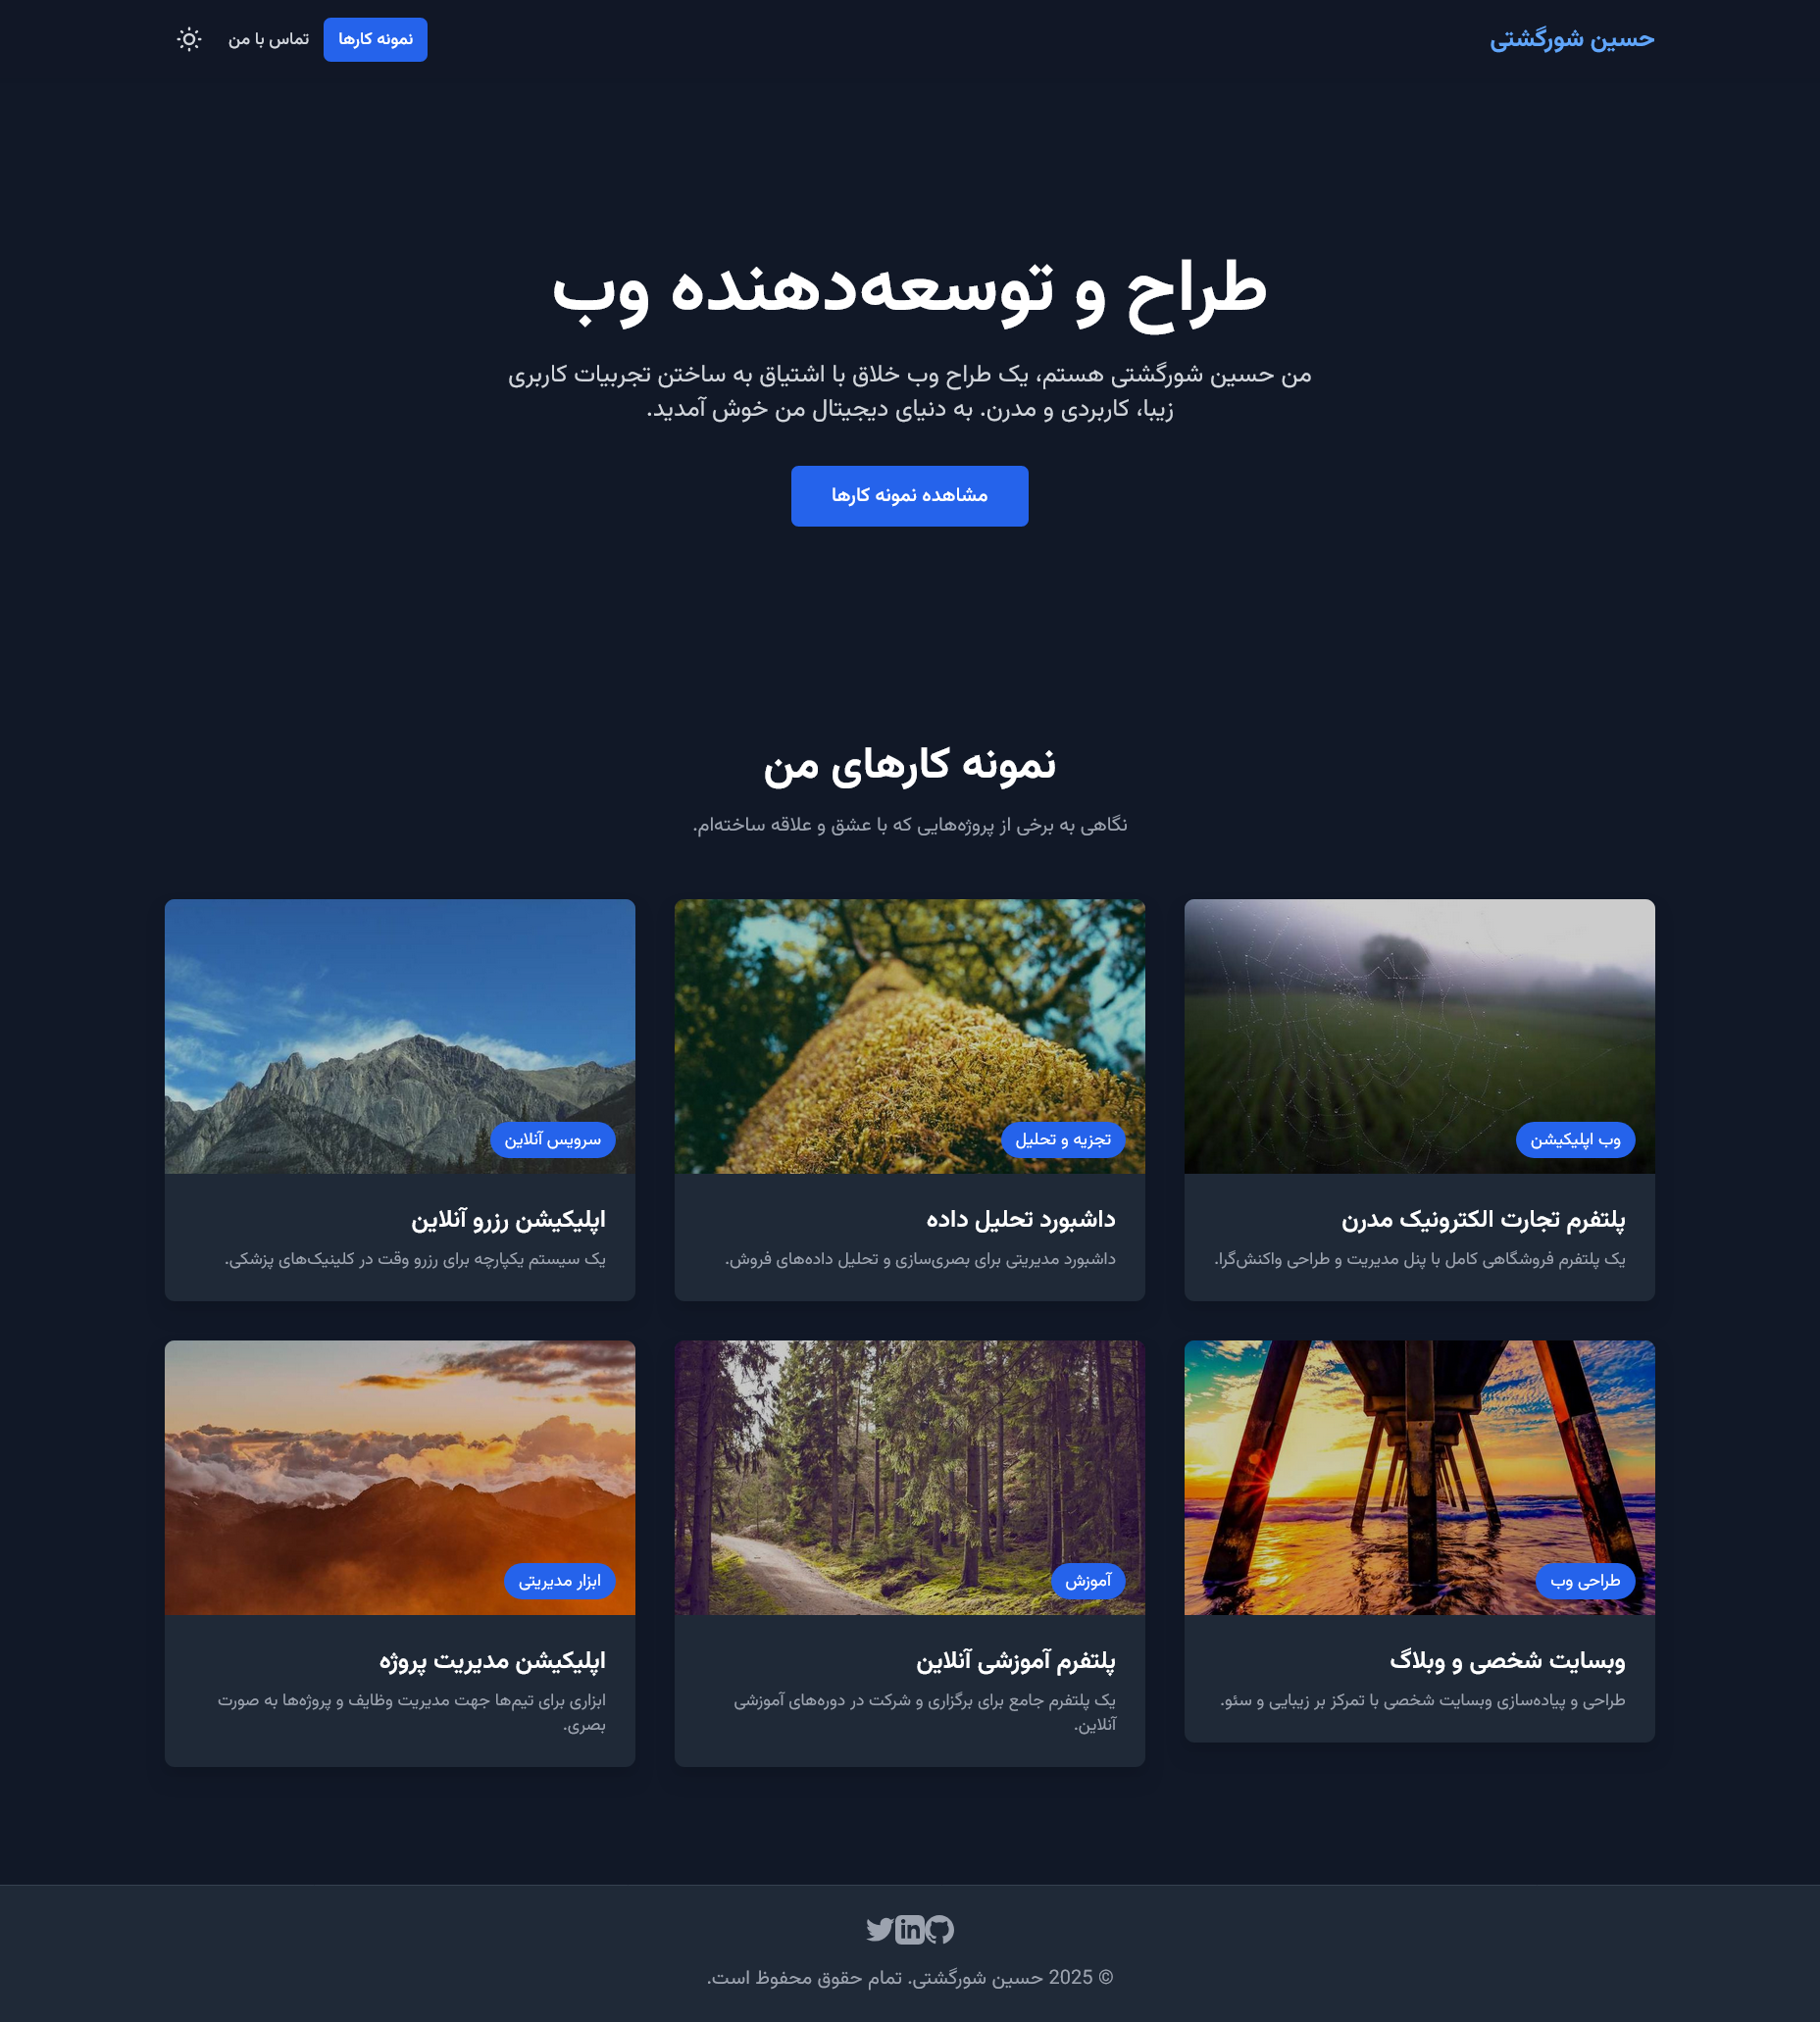 حسین شورگشتی
نمونه کارها
تماس با من
طراح و توسعه‌دهنده وب
من حسین شورگشتی هستم، یک طراح وب خلاق با اشتیاق به ساختن تجربیات کاربری
زیبا، کاربردی و مدرن. به دنیای دیجیتال من خوش آمدید.
مشاهده نمونه کارها
نمونه کارهای من
نگاهی به برخی از پروژه‌هایی که با عشق و علاقه ساخته‌ام.
وب اپلیکیشن
پلتفرم تجارت الکترونیک مدرن
یک پلتفرم فروشگاهی کامل با پنل مدیریت و طراحی واکنش‌گرا.
تجزیه و تحلیل
داشبورد تحلیل داده
داشبورد مدیریتی برای بصری‌سازی و تحلیل داده‌های فروش.
سرویس آنلاین
اپلیکیشن رزرو آنلاین
یک سیستم یکپارچه برای رزرو وقت در کلینیک‌های پزشکی.
طراحی وب
وبسایت شخصی و وبلاگ
طراحی و پیاده‌سازی وبسایت شخصی با تمرکز بر زیبایی و سئو.
آموزش
پلتفرم آموزشی آنلاین
یک پلتفرم جامع برای برگزاری و شرکت در دوره‌های آموزشی
آنلاین.
ابزار مدیریتی
اپلیکیشن مدیریت پروژه
ابزاری برای تیم‌ها جهت مدیریت وظایف و پروژه‌ها به صورت
بصری.
© 2025 حسین شورگشتی. تمام حقوق محفوظ است.